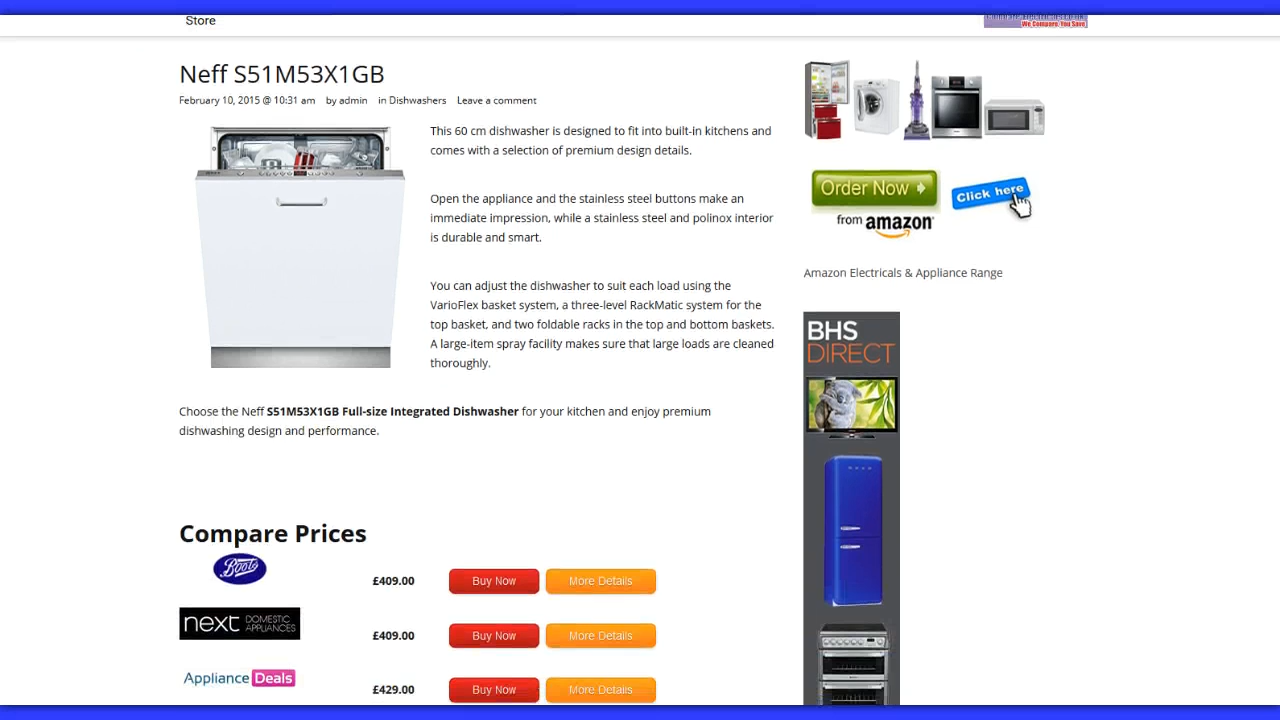 Store
We Compare, You Save
Neff S51M53X1GB
February 10, 2015 @ 10:31 am by admin in Dishwashers Leave a comment
This 60 cm dishwasher is designed to fit into built-in kitchens and
comes with a selection of premium design details.
Open the appliance and the stainless steel buttons make an
immediate impression, while a stainless steel and polinox interior
is durable and smart.
You can adjust the dishwasher to suit each load using the
VarioFlex basket system, a three-level RackMatic system for the
top basket, and two foldable racks in the top and bottom baskets.
A large-item spray facility makes sure that large loads are cleaned
thoroughly.
Choose the Neff S51M53X1GB Full-size Integrated Dishwasher for your kitchen and enjoy premium
dishwashing design and performance.
Compare Prices
Boots £409.00 Buy Now More Details
next DOMESTIC APPLIANCES £409.00 Buy Now More Details
Appliance Deals £429.00 Buy Now More Details
Order Now
Click here
from amazon
Amazon Electricals & Appliance Range
BHS
DIRECT
SMEG